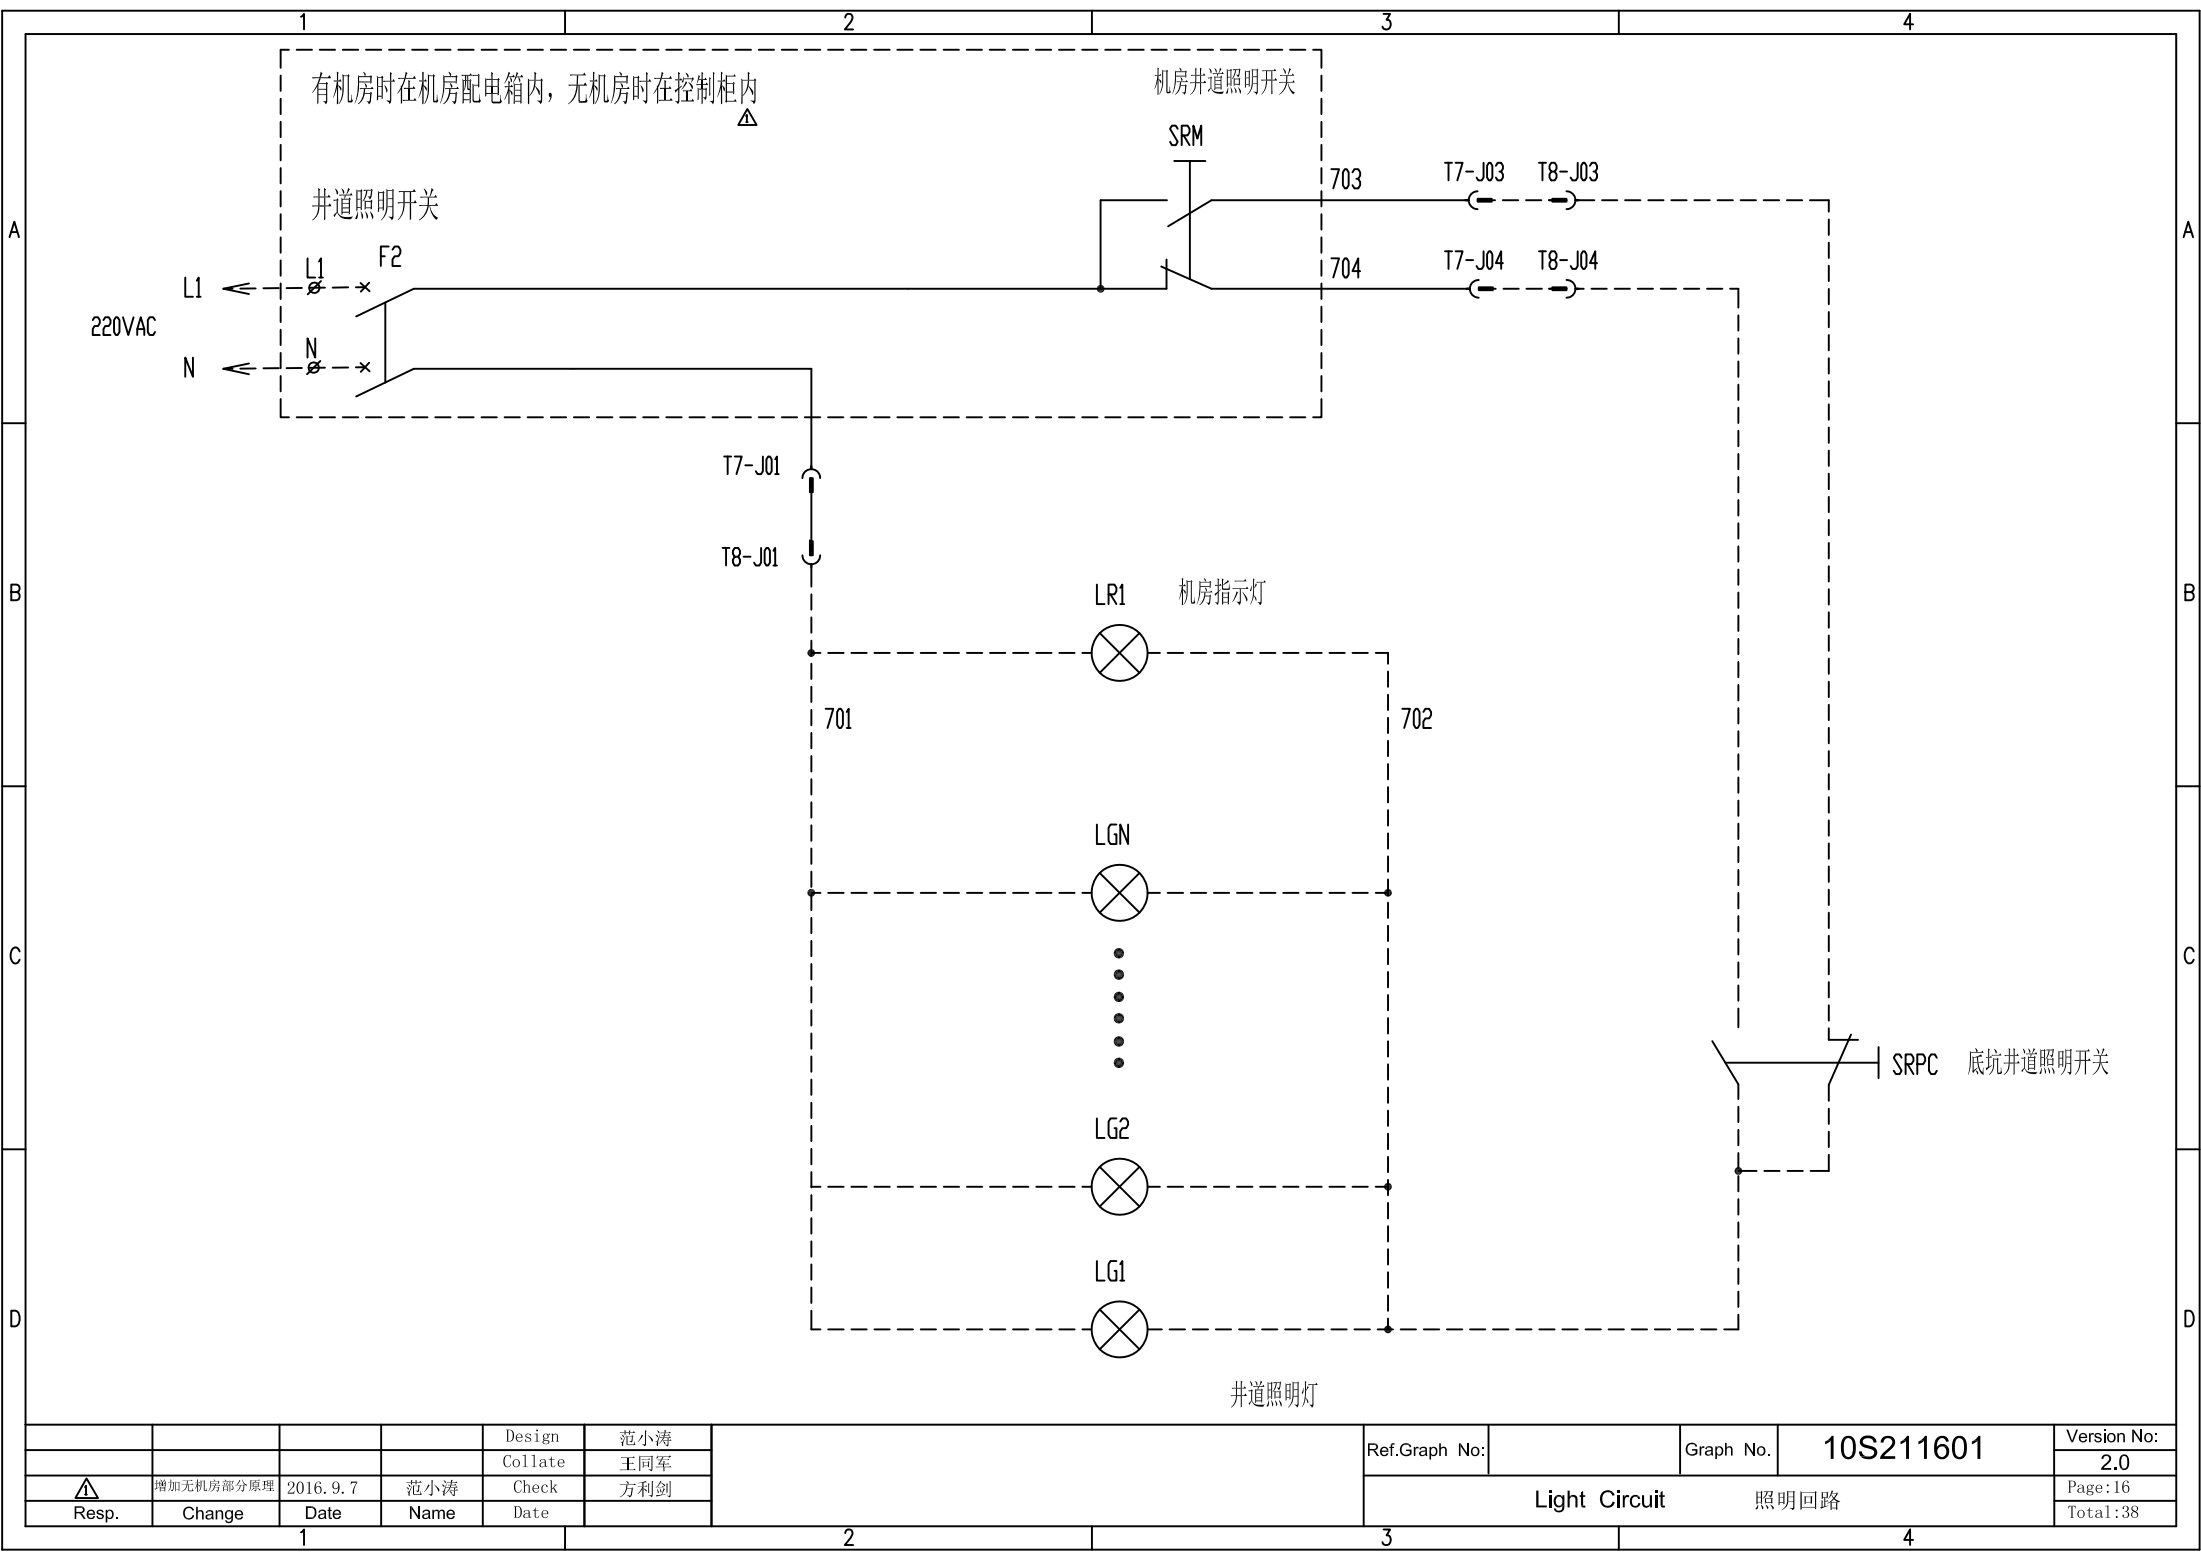 1 2 3 4
有机房时在机房配电箱内，无机房时在控制柜内
1
机房井道照明开关
SRM
井道照明开关
F2
703
T7-J03 T8-J03
A A
L1 L1
704
T7-J04 T8-J04
220VAC
N N
T7-J01
T8-J01
B B
LR1 机房指示灯
701 702
LGN
C C
SRPC 底坑井道照明开关
LG2
LG1
D D
井道照明灯
Design 范小涛
Collate 王同军
1 增加无机房部分原理 2016.9.7 范小涛 Check 方利剑
Resp. Change Date Name Date
Ref.Graph No: Graph No. 10S211601 Version No:
2.0
Light Circuit 照明回路 Page:16
Total:38
1 2 3 4